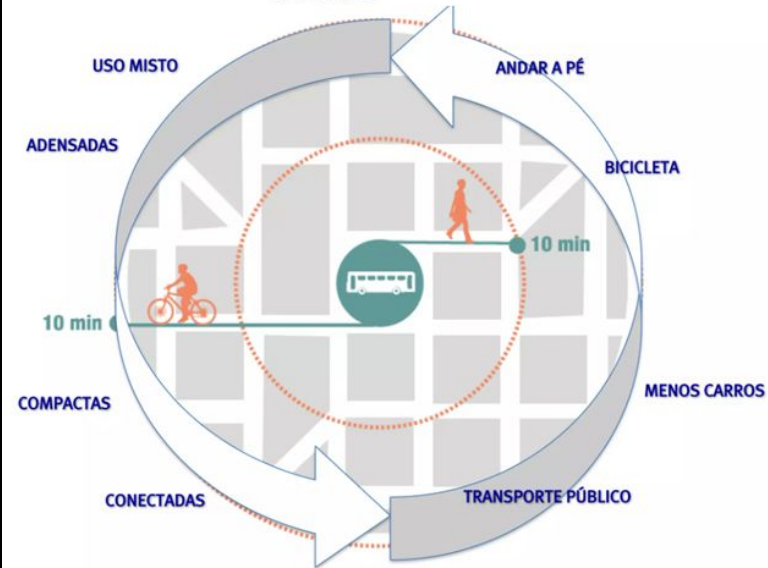 USO MISTO
ANDAR A PÉ
ADENSADAS
BICICLETA
10 min
10 min
MENOS CARROS
COMPACTAS
CONECTADAS
TRANSPORTE PÚBLICO